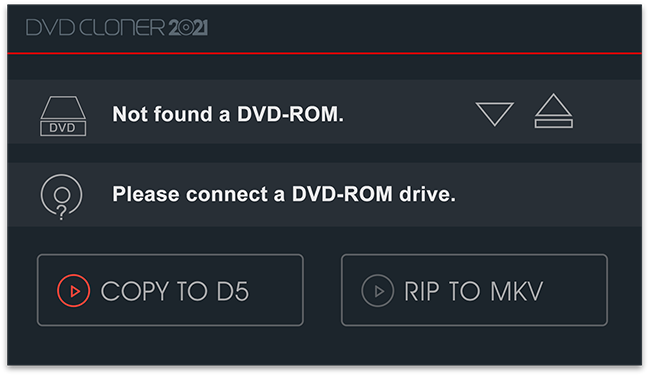 DVD CLONER 2021
Not found a DVD-ROM.
DVD
Please connect a DVD-ROM drive.
?
COPY TO D5
RIP TO MKV